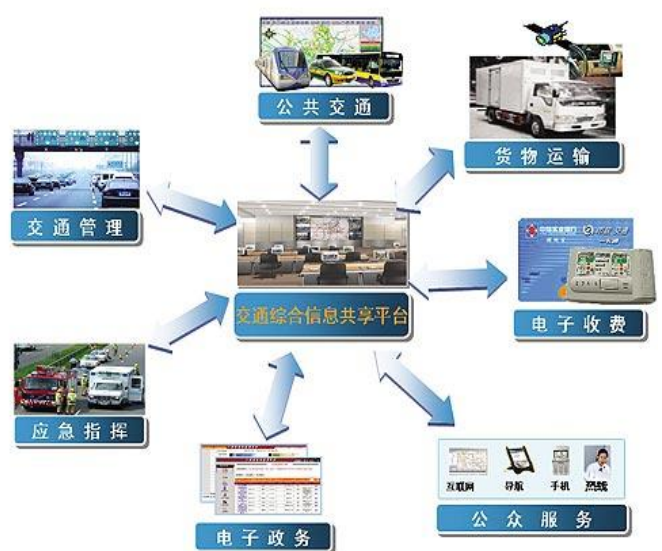 公共交通
货物运输
交通管理
交通综合信息共享平台
电子收费
应急指挥
互联网
导航
手机
热线
电子政务
公众服务